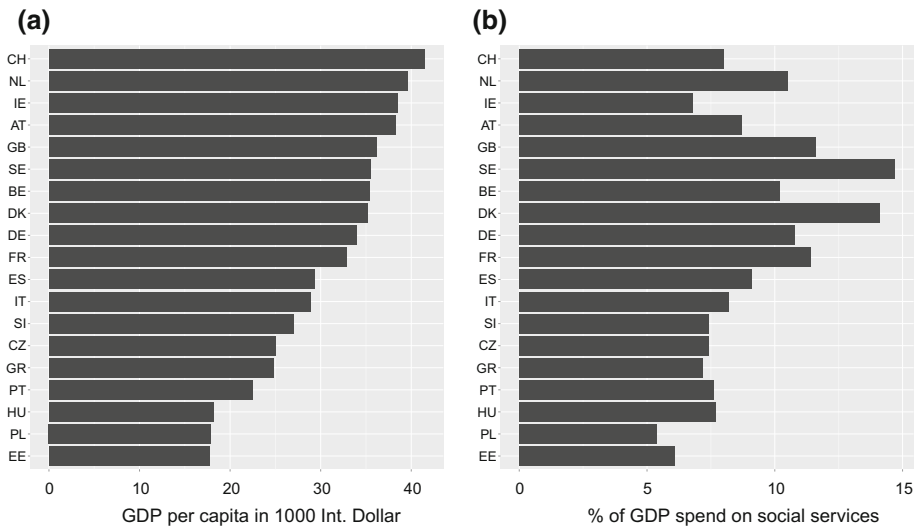 (a)
CH
NL
IE
AT
GB
SE
BE
DK
DE
FR
ES
IT
SI
CZ
GR
PT
HU
PL
EE
0 10 20 30 40
GDP per capita in 1000 Int. Dollar
(b)
CH
NL
IE
AT
GB
SE
BE
DK
DE
FR
ES
IT
SI
CZ
GR
PT
HU
PL
EE
0 5 10 15
% of GDP spend on social services